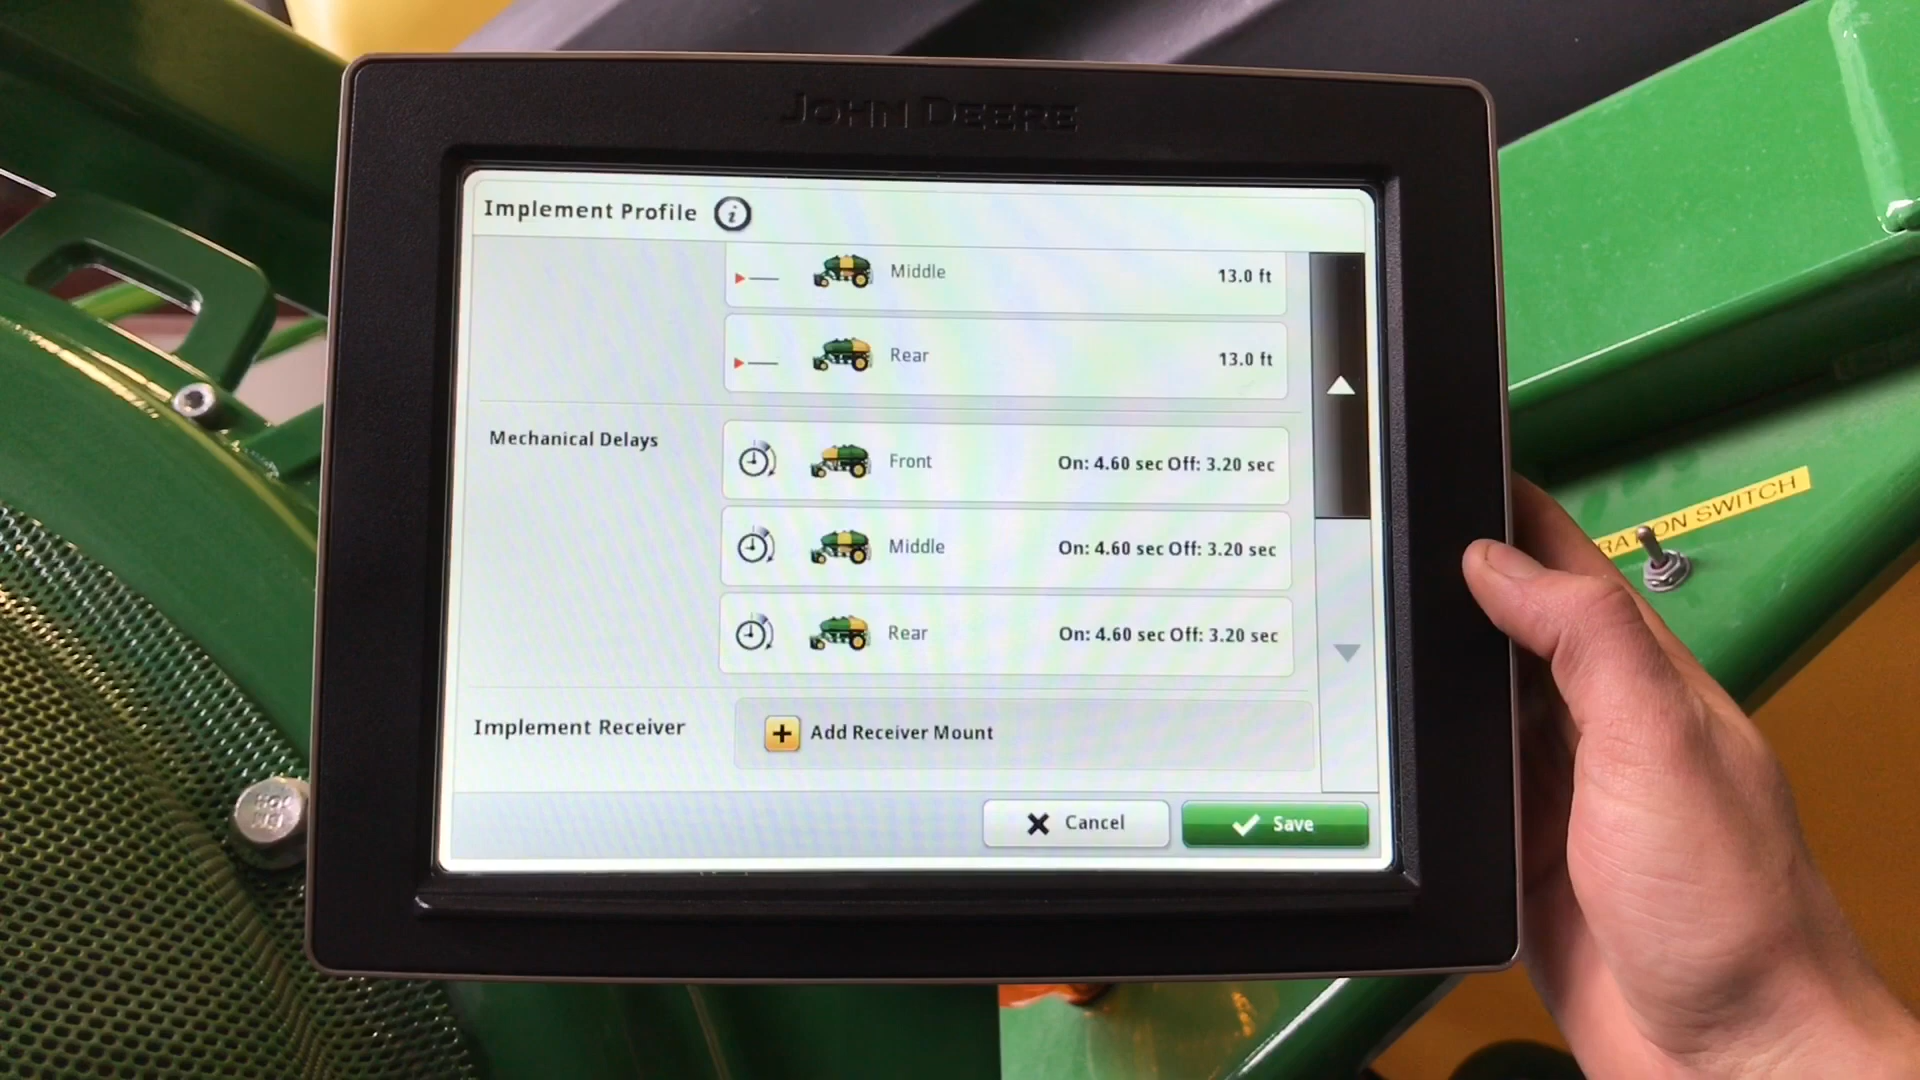 JOHN DEERE
Implement Profile
Middle 13.0 ft
Rear 13.0 ft
Mechanical Delays
Front On: 4.60 sec Off: 3.20 sec
Middle On: 4.60 sec Off: 3.20 sec
Rear On: 4.60 sec Off: 3.20 sec
Implement Receiver
Add Receiver Mount
Cancel
Save
SWITCH